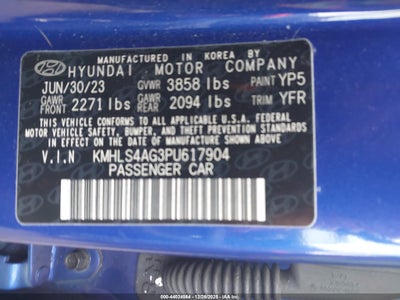 MANUFACTURED IN KOREA BY
HYUNDAI MOTOR COMPANY
JUN/30/23 GVWR 3858 lbs PAINT YP5
GAWR FRONT 2271 lbs GAWR REAR 2094 lbs TRIM YFR
THIS VEHICLE CONFORMS TO ALL APPLICABLE U.S. FEDERAL MOTOR
VEHICLE SAFETY, BUMPER, AND THEFT PREVENTION STANDARDS
IN EFFECT ON THE DATE OF MANUFACTURE SHOWN ABOVE.
V.I.N KMHLS4AG3PU617904
PASSENGER CAR